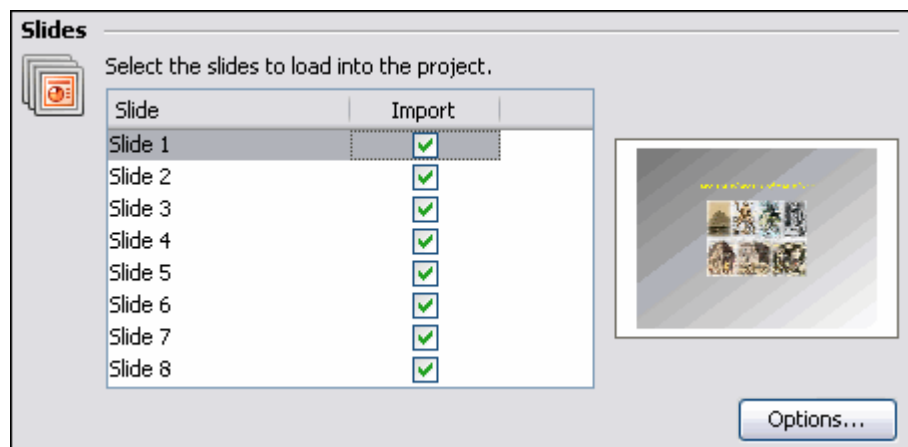 Slides
Select the slides to load into the project.
Slide Import
Slide 1
Slide 2
Slide 3
Slide 4
Slide 5
Slide 6
Slide 7
Slide 8
Options...